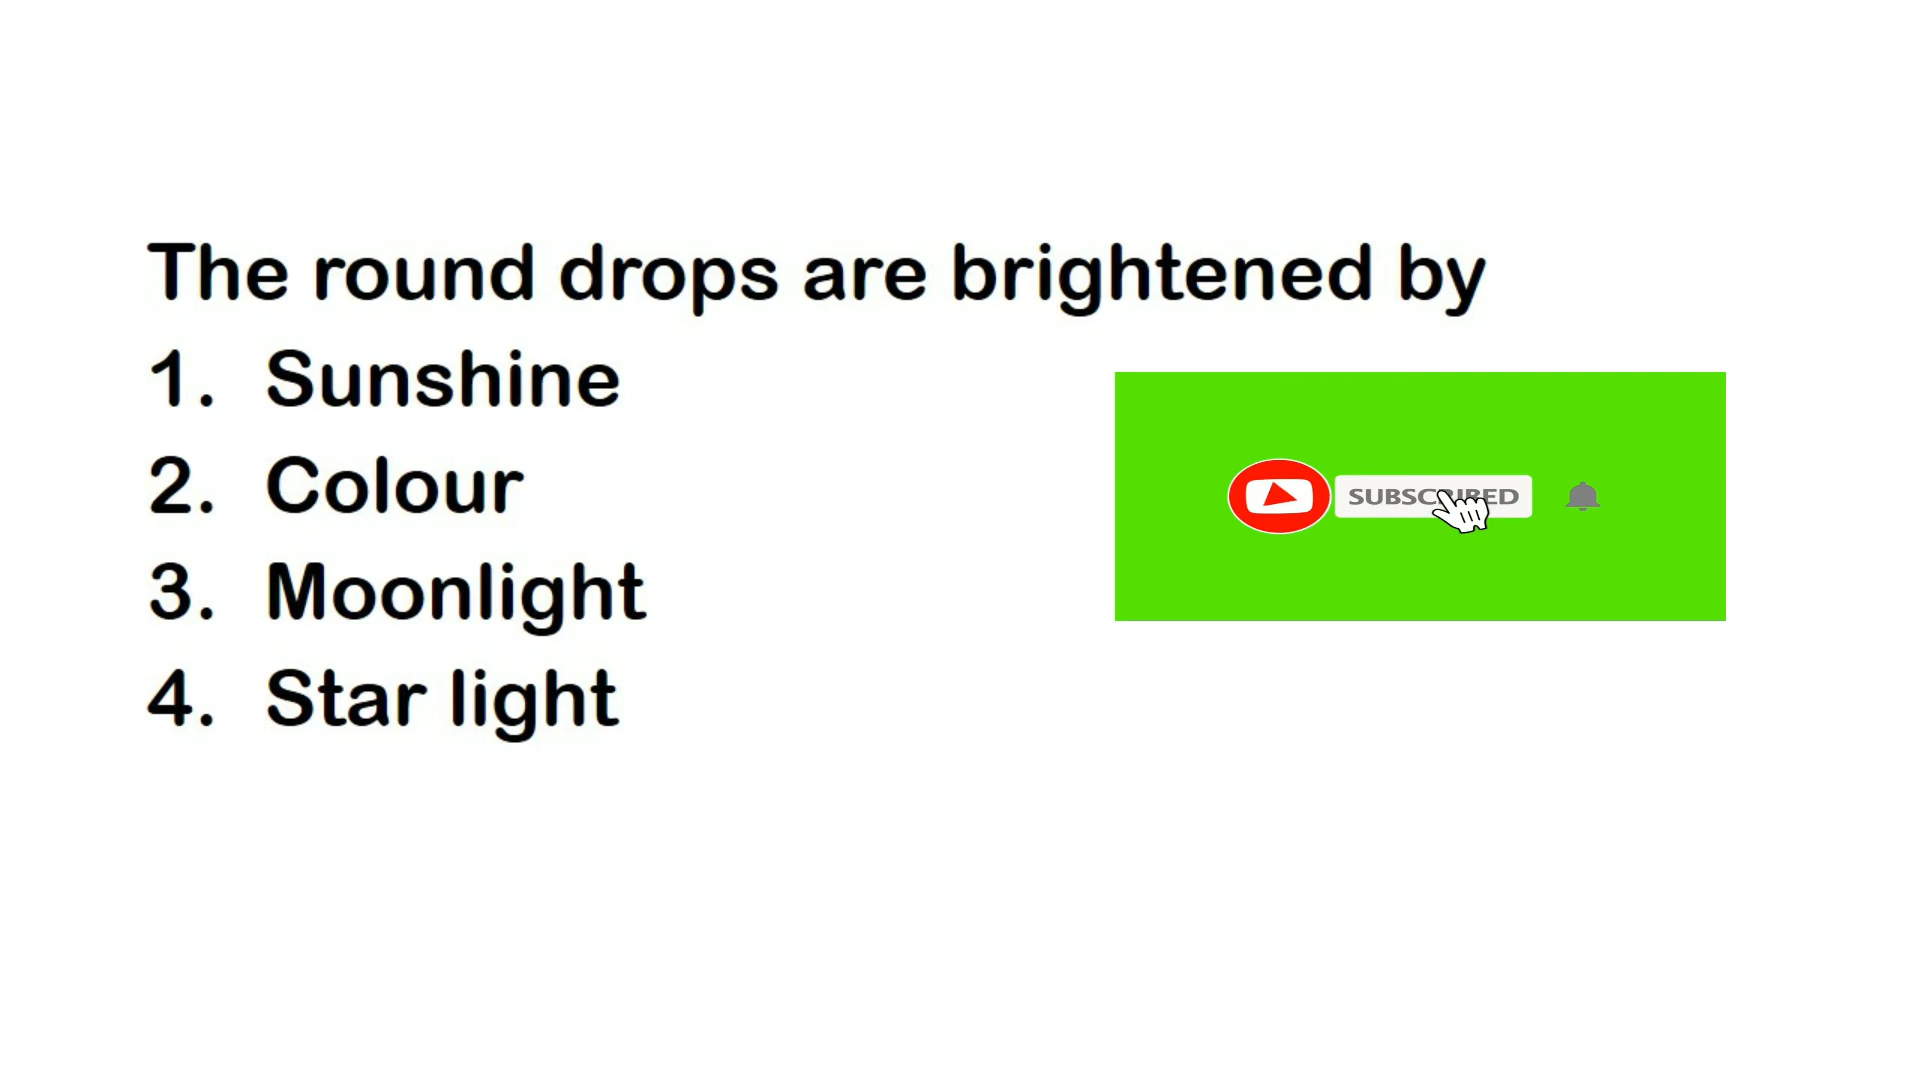 The round drops are brightened by
1. Sunshine
2. Colour
SUBSCRIBED
3. Moonlight
4. Star light